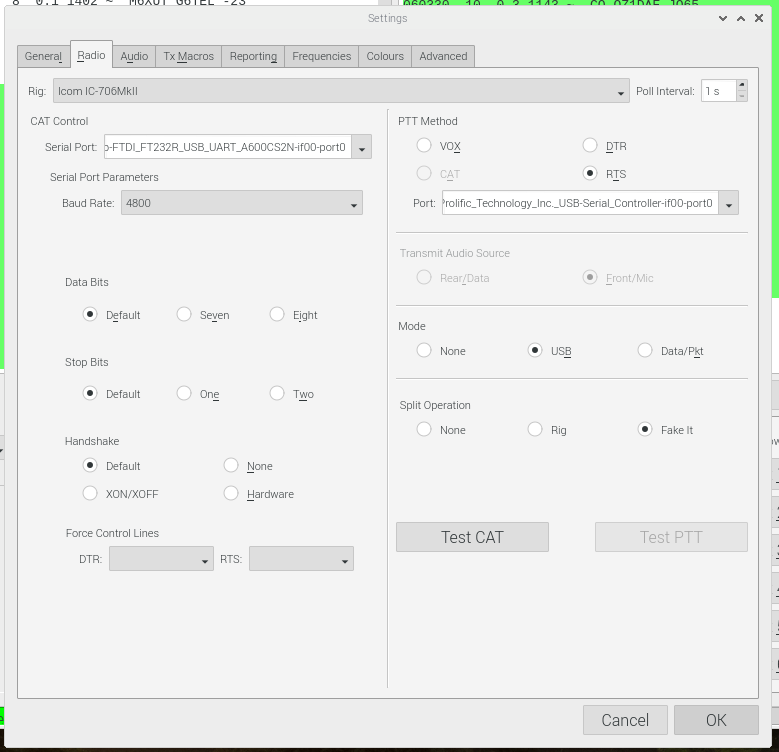 8 0.1 1402 ~ M6XUT G6TEL -23
060330 10 0.3 1143 ~ CQ OZ1DAE JO65
Settings
General Radio Audio Tx Macros Reporting Frequencies Colours Advanced
Rig: Icom IC-706MkII Poll Interval: 1 s
CAT Control
Serial Port: o-FTDI_FT232R_USB_UART_A600CS2N-if00-port0
Serial Port Parameters
Baud Rate: 4800
Data Bits
Default Seven Eight
Stop Bits
Default One Two
Handshake
Default None
XON/XOFF Hardware
Force Control Lines
DTR: RTS:
PTT Method
VOX DTR
CAT RTS
Port: Prolific_Technology_Inc._USB-Serial_Controller-if00-port0
Transmit Audio Source
Rear/Data Front/Mic
Mode
None USB Data/Pkt
Split Operation
None Rig Fake It
Test CAT Test PTT
Cancel OK